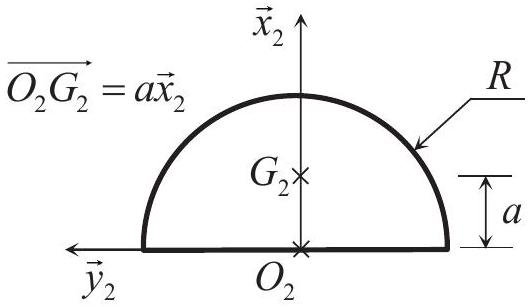 $\vec{x}_2$
$\overrightarrow{O_2G_2} = a\vec{x}_2$
R
$G_2$
a
$\vec{y}_2$
$O_2$